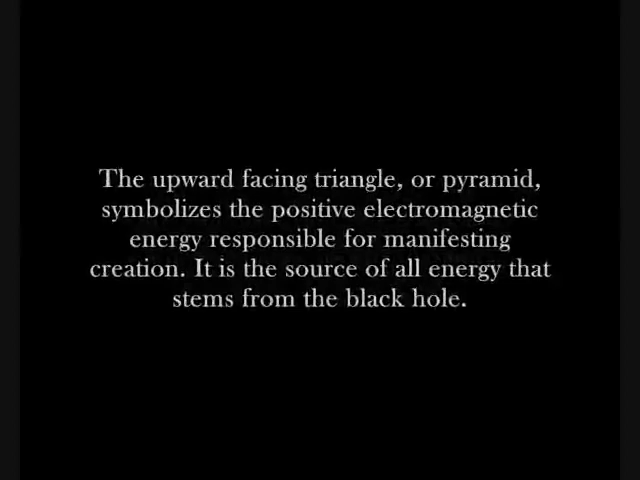 The upward facing triangle, or pyramid,
symbolizes the positive electromagnetic
energy responsible for manifesting
creation. It is the source of all energy that
stems from the black hole.